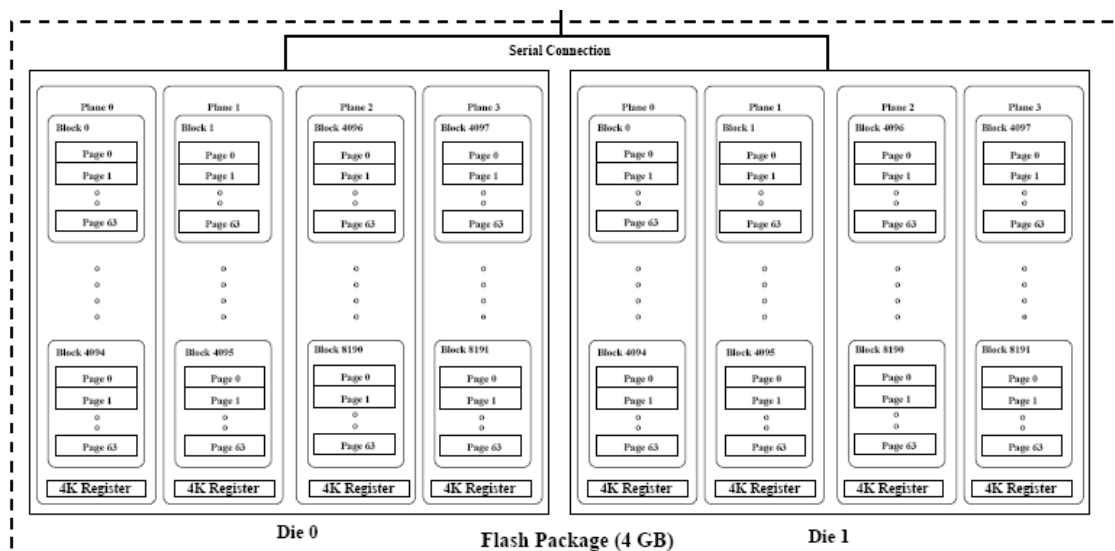 Serial Connection
Plane 0 Plane 1 Plane 2 Plane 3 Plane 0 Plane 1 Plane 2 Plane 3
Block 0 Block 1 Block 4096 Block 4097 Block 0 Block 1 Block 4096 Block 4097
Page 0 Page 0 Page 0 Page 0 Page 0 Page 0 Page 0 Page 0
Page 1 Page 1 Page 1 Page 1 Page 1 Page 1 Page 1 Page 1
Page 63 Page 63 Page 63 Page 63 Page 63 Page 63 Page 63 Page 63
Block 4094 Block 4095 Block 8190 Block 8191 Block 4094 Block 4095 Block 8190 Block 8191
Page 0 Page 0 Page 0 Page 0 Page 0 Page 0 Page 0 Page 0
Page 1 Page 1 Page 1 Page 1 Page 1 Page 1 Page 1 Page 1
Page 63 Page 63 Page 63 Page 63 Page 63 Page 63 Page 63 Page 63
4K Register 4K Register 4K Register 4K Register 4K Register 4K Register 4K Register 4K Register
Die 0 Flash Package (4 GB) Die 1